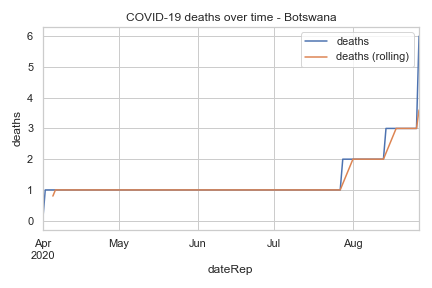 COVID-19 deaths over time - Botswana
deaths
deaths (rolling)
6
5
4
3
2
1
0
deaths
Apr
2020
May
Jun
Jul
Aug
dateRep